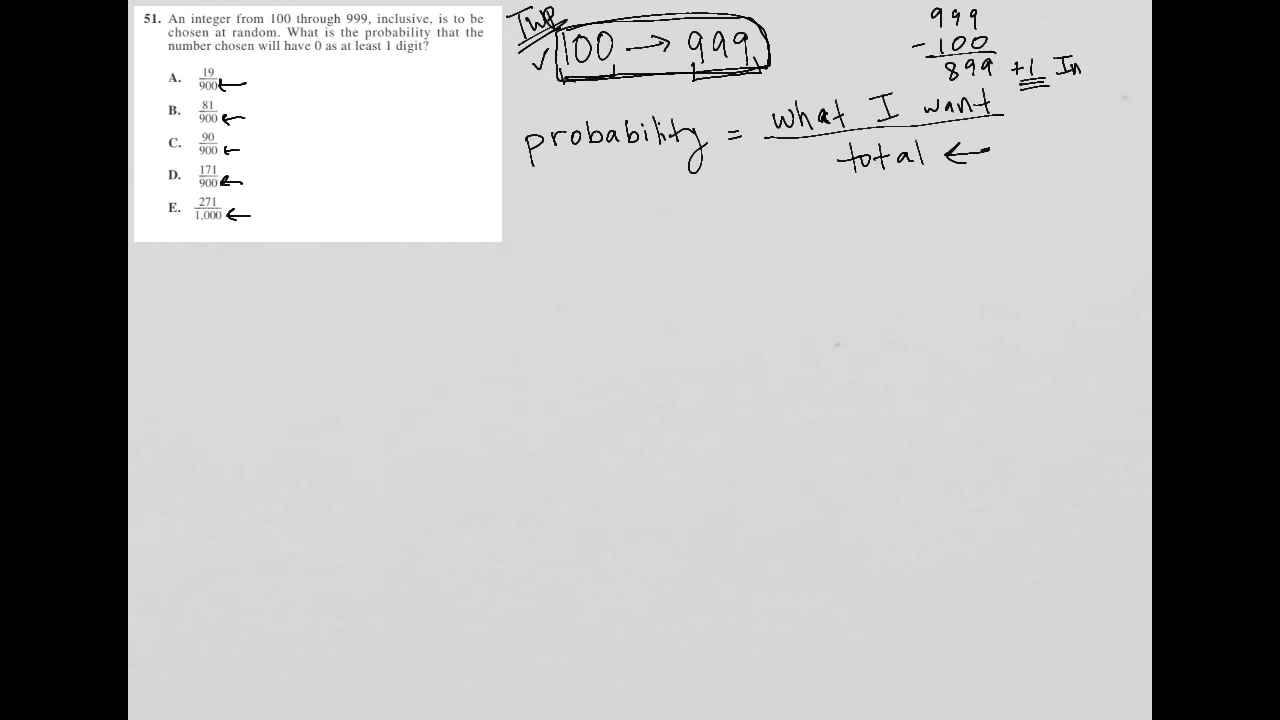 51. An integer from 100 through 999, inclusive, is to be
chosen at random. What is the probability that the
number chosen will have 0 as at least 1 digit?
A. 19/900
B. 81/900
C. 90/900
D. 171/900
E. 271/1,000
100 → 999
999
-100
899 +1 In
probability = what I want / total ←